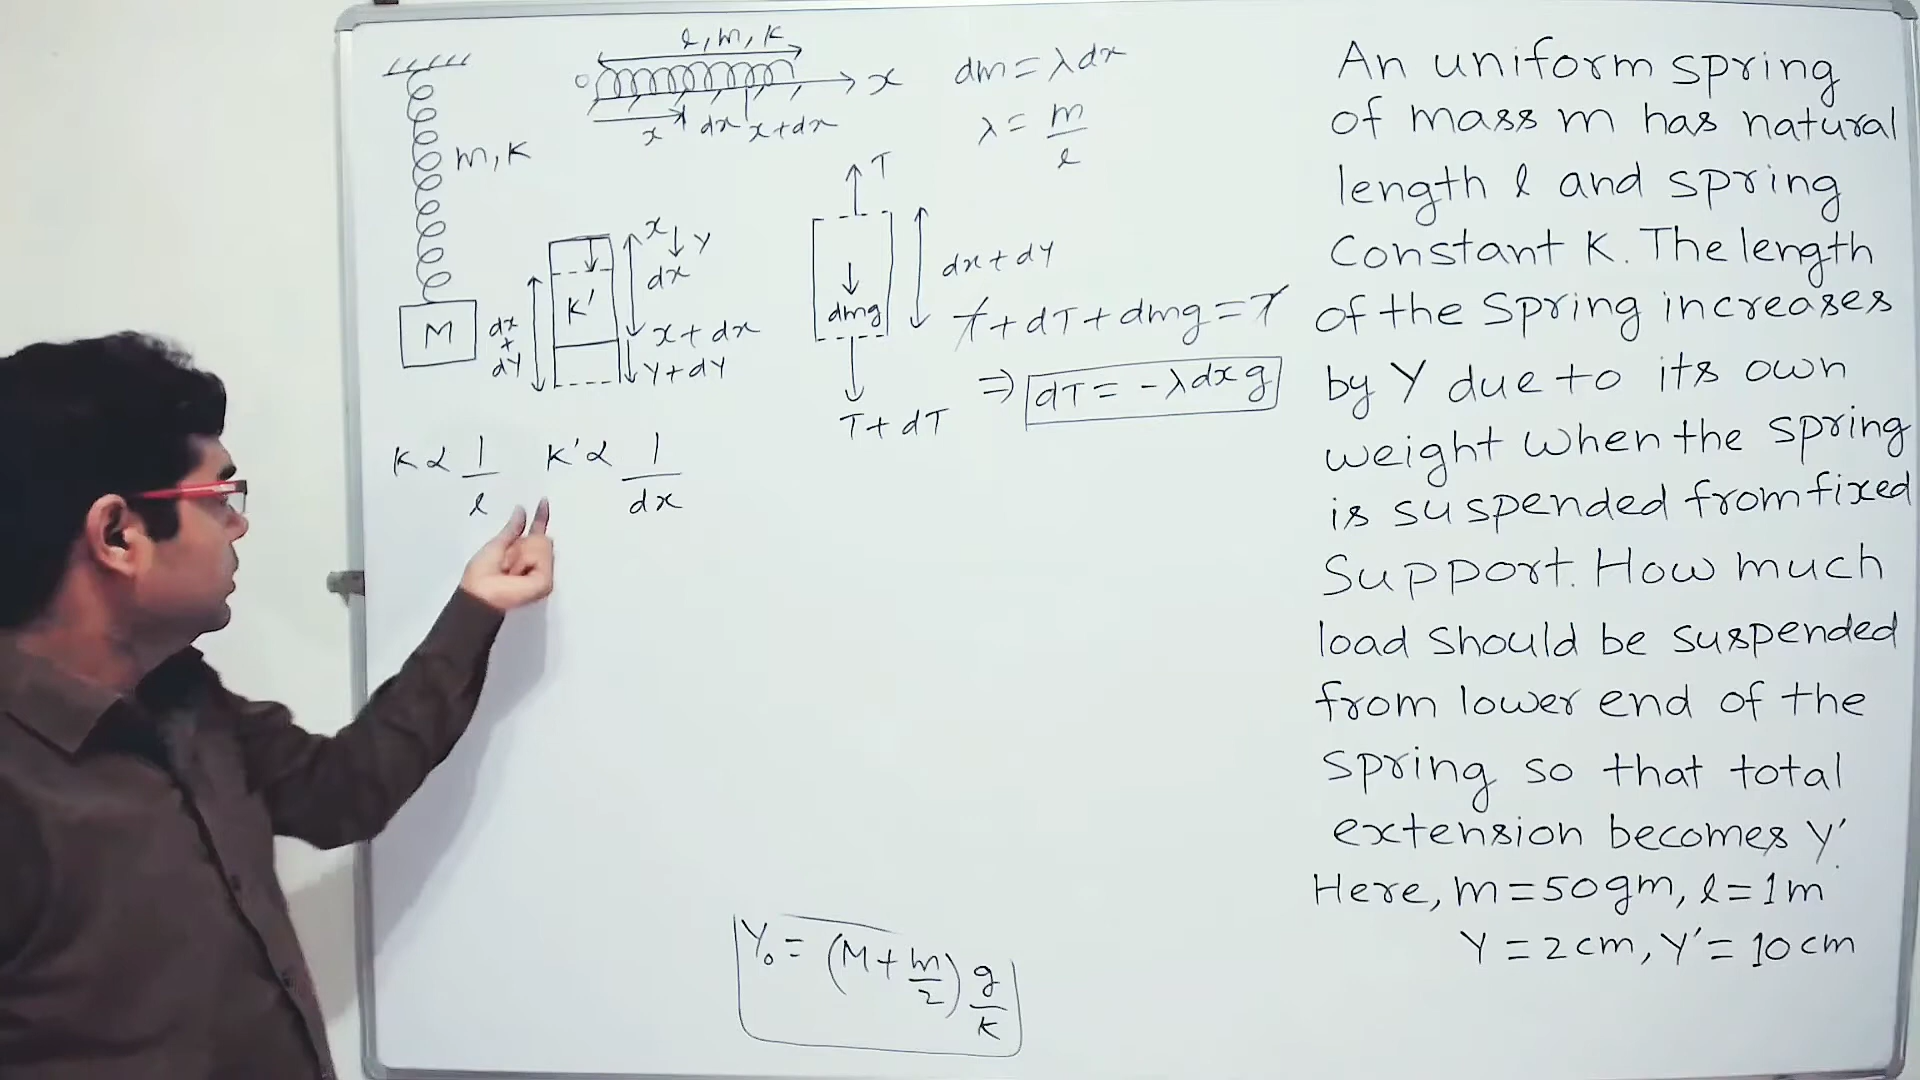 l, m, K
0
x
x dx x+dx
dm = λdx
λ = m/l
m, K
M
x
Y
dx
K'
dx
+
dY
x + dx
Y + dY
T
dx + dY
dmg
T + dT
T + dT + dmg = T
⇒ dT = -λdxg
K α 1/l K' α 1/dx
Y₀ = (M + m/2) g/K
An uniform spring
of mass m has natural
length l and spring
Constant K. The length
of the Spring increases
by Y due to its own
weight when the spring
is suspended from fixed
Support. How much
load should be suspended
from lower end of the
spring so that total
extension becomes Y'.
Here, m = 50gm, l = 1m
Y = 2cm, Y' = 10cm